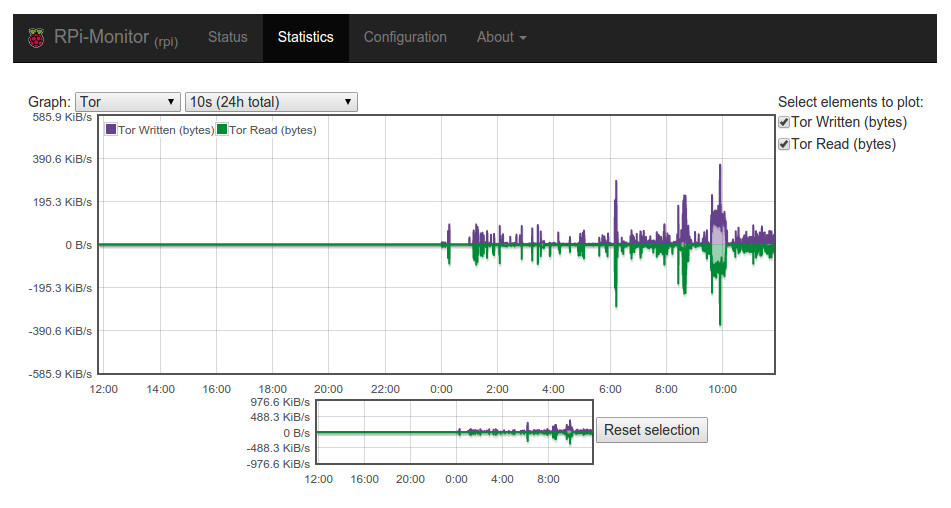 RPi-Monitor (rpi) Status Statistics Configuration About
Graph: Tor 10s (24h total) Select elements to plot:
585.9 KiB/s
Tor Written (bytes) Tor Read (bytes)
Tor Written (bytes)
Tor Read (bytes)
390.6 KiB/s
195.3 KiB/s
0 B/s
-195.3 KiB/s
-390.6 KiB/s
-585.9 KiB/s
12:00 14:00 16:00 18:00 20:00 22:00 0:00 2:00 4:00 6:00 8:00 10:00
976.6 KiB/s
488.3 KiB/s
0 B/s
-488.3 KiB/s
-976.6 KiB/s
Reset selection
12:00 16:00 20:00 0:00 4:00 8:00